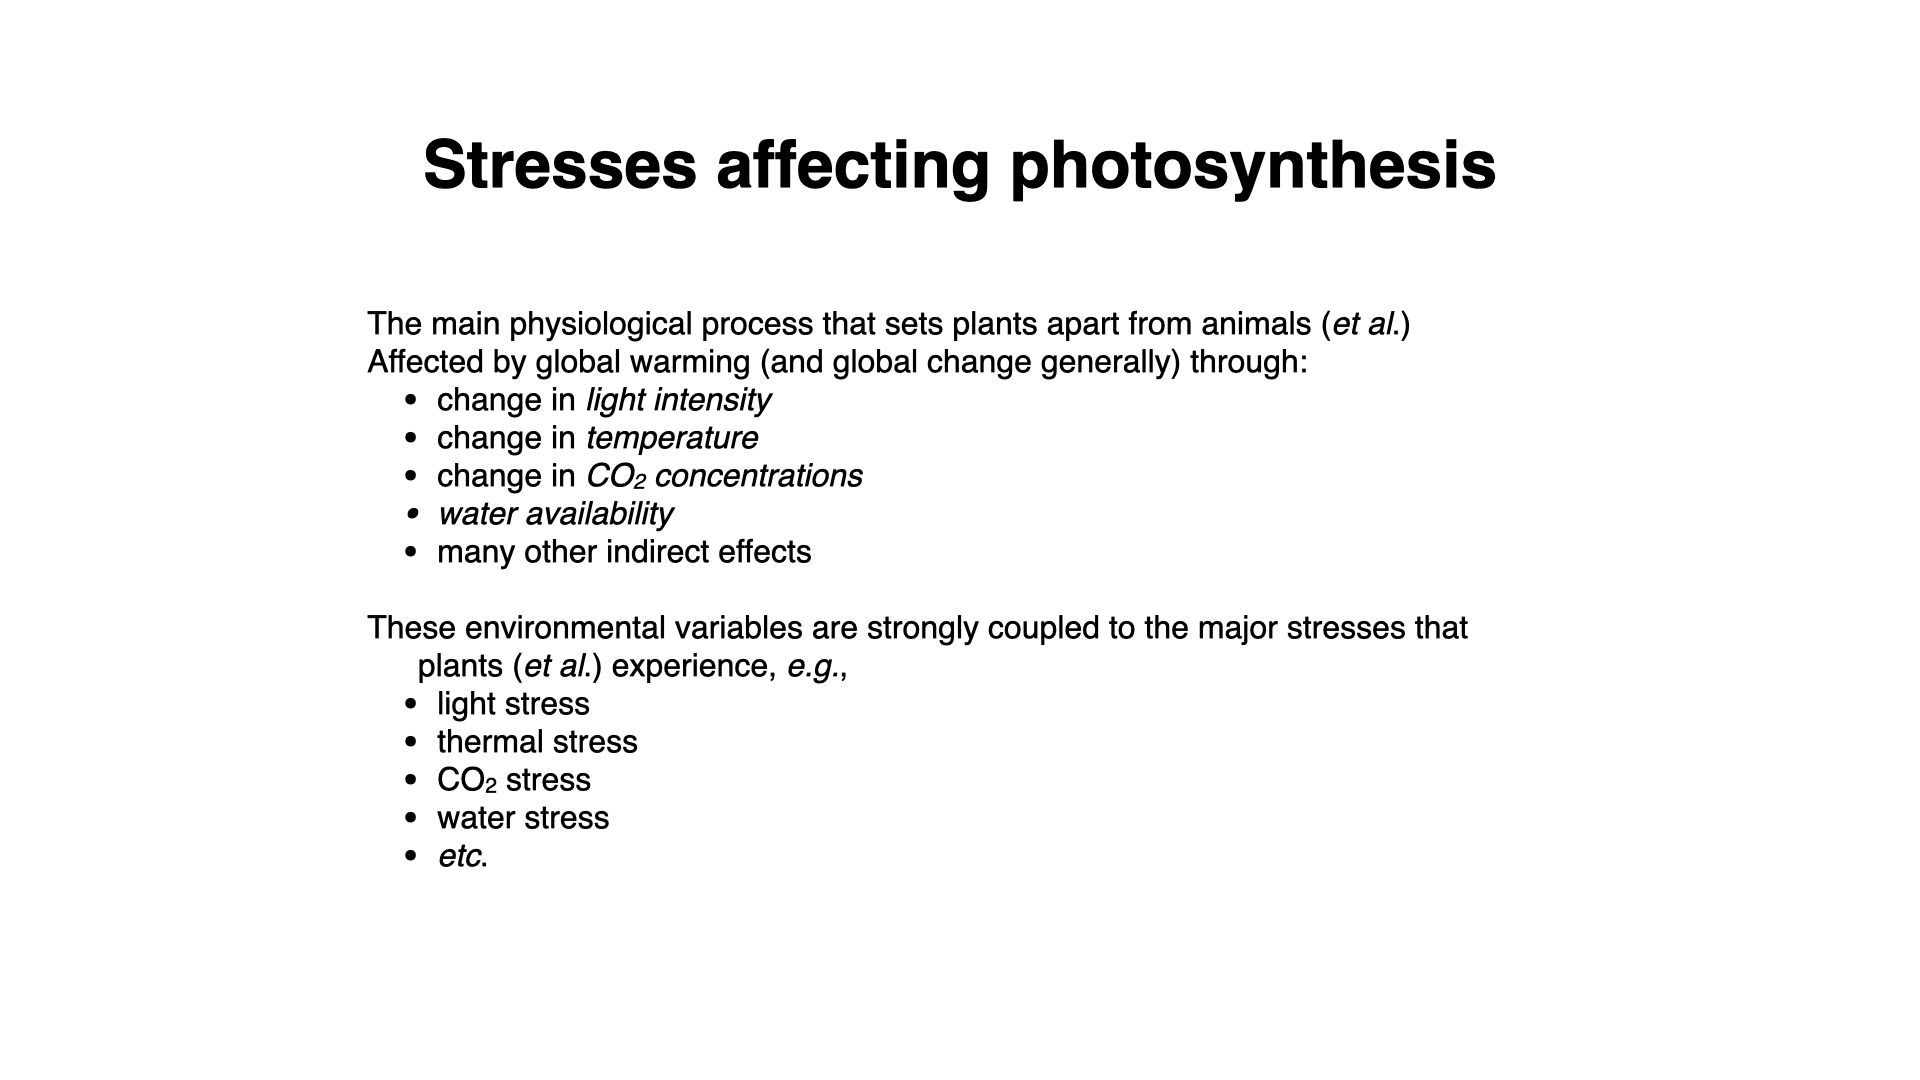 Stresses affecting photosynthesis
The main physiological process that sets plants apart from animals (et al.)
Affected by global warming (and global change generally) through:
• change in light intensity
• change in temperature
• change in CO₂ concentrations
• water availability
• many other indirect effects
These environmental variables are strongly coupled to the major stresses that
plants (et al.) experience, e.g.,
• light stress
• thermal stress
• CO₂ stress
• water stress
• etc.